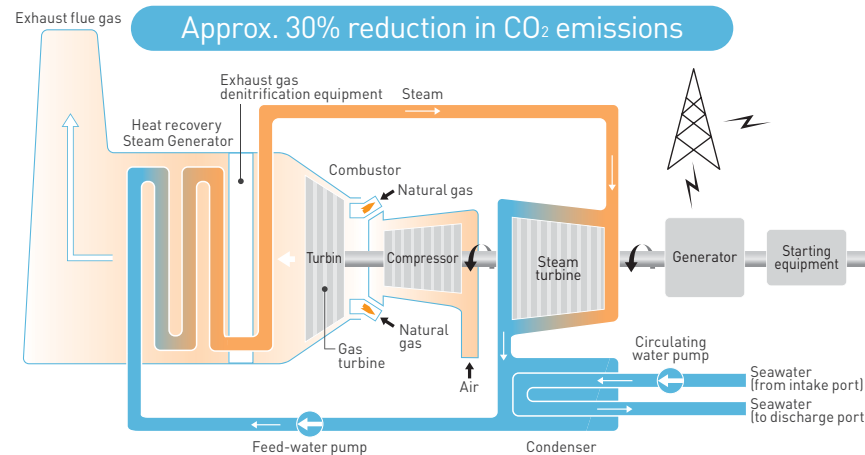 Approx. 30% reduction in CO₂ emissions
Exhaust flue gas
Exhaust gas
denitrification equipment
Steam
Heat recovery
Steam Generator
Combustor
Natural gas
Turbin
Compressor
Steam
turbine
Generator
Starting
equipment
Natural
gas
Gas
turbine
Air
Circulating
water pump
Seawater
(from intake port)
Seawater
(to discharge port
Feed-water pump
Condenser